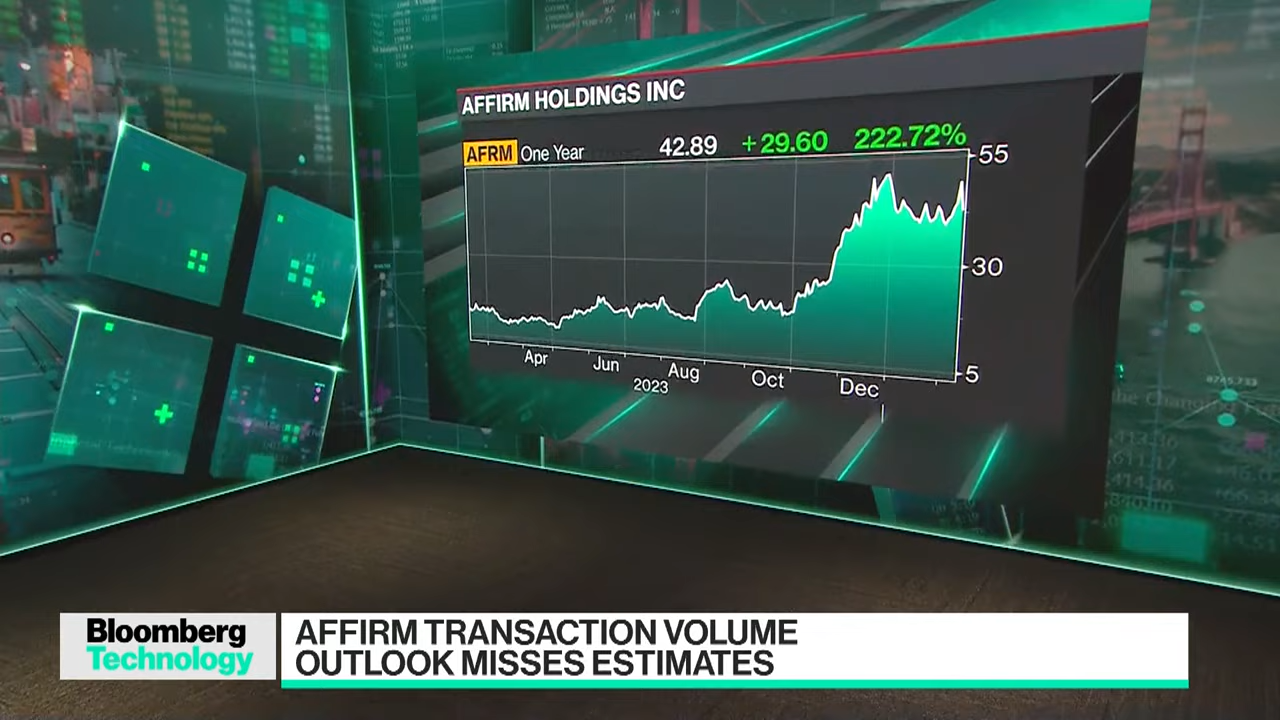 AFFIRM HOLDINGS INC
AFRM One Year 42.89 +29.60 222.72%
55
30
5
Apr Jun Aug Oct Dec
2023
Bloomberg
Technology
AFFIRM TRANSACTION VOLUME
OUTLOOK MISSES ESTIMATES